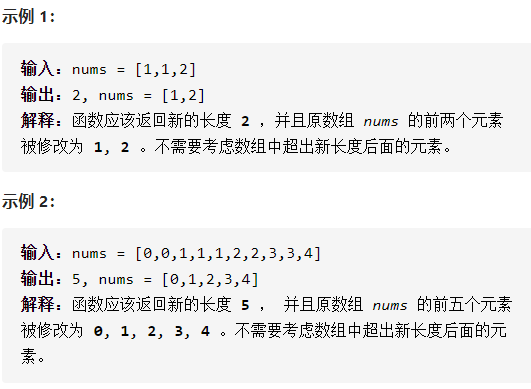 示例 1：
输入：nums = [1,1,2]
输出：2, nums = [1,2]
解释：函数应该返回新的长度 2 ，并且原数组 nums 的前两个元素
被修改为 1, 2 。不需要考虑数组中超出新长度后面的元素。
示例 2：
输入：nums = [0,0,1,1,1,2,2,3,3,4]
输出：5, nums = [0,1,2,3,4]
解释：函数应该返回新的长度 5 ， 并且原数组 nums 的前五个元素
被修改为 0, 1, 2, 3, 4 。不需要考虑数组中超出新长度后面的元
素。